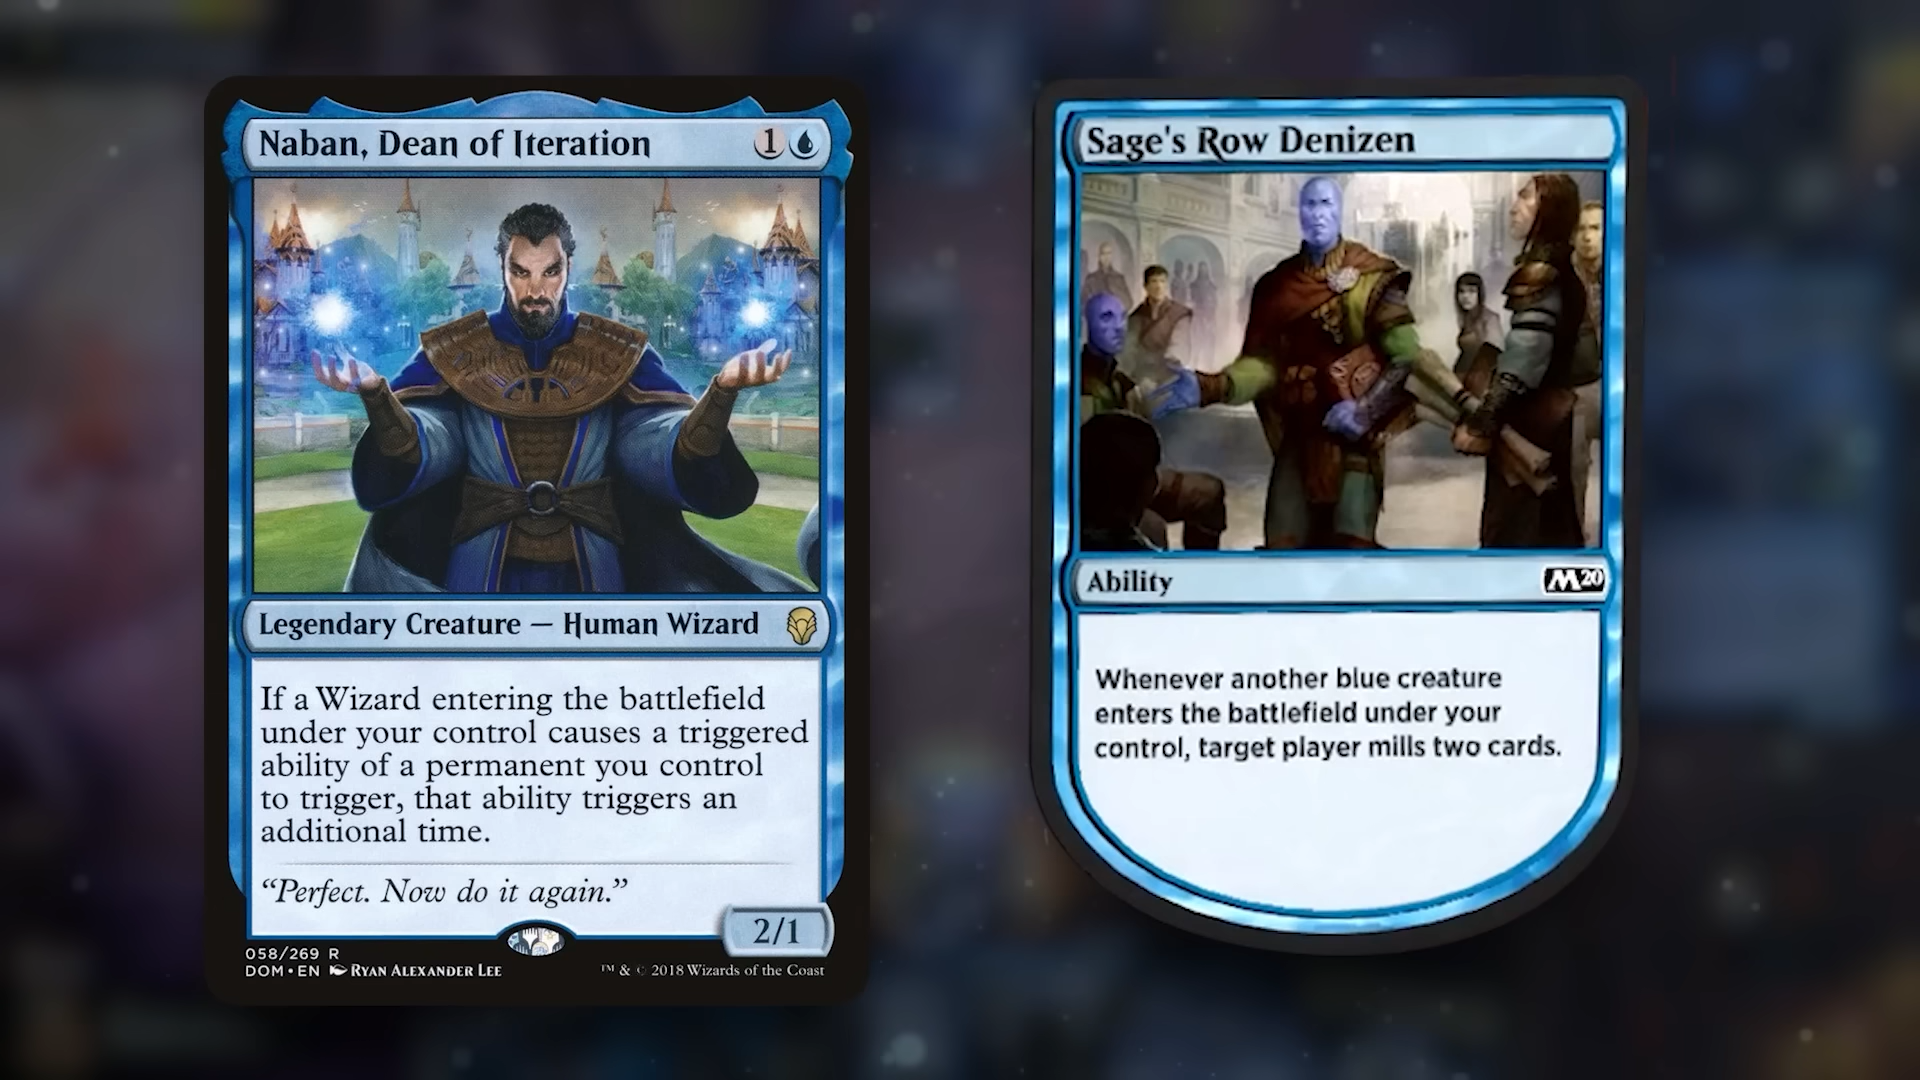 Naban, Dean of Iteration 1
Legendary Creature — Human Wizard
If a Wizard entering the battlefield
under your control causes a triggered
ability of a permanent you control
to trigger, that ability triggers an
additional time.
“Perfect. Now do it again.”
2/1
058/269 R
DOM • EN Ryan Alexander Lee
™ & © 2018 Wizards of the Coast
Sage's Row Denizen
Ability
M20
Whenever another blue creature
enters the battlefield under your
control, target player mills two cards.